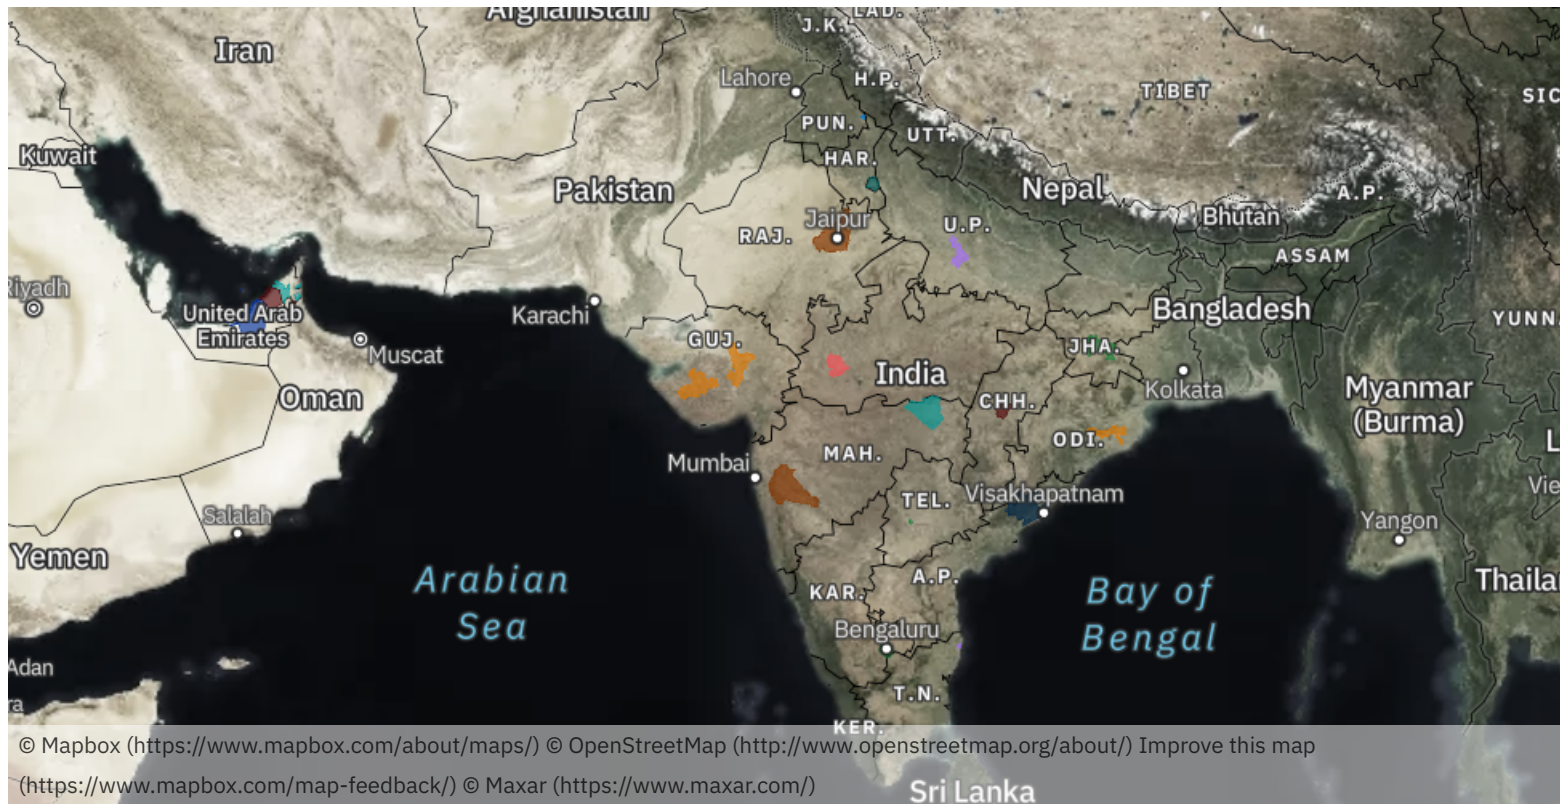 Afghanistan
LAD.
J.K.
Iran
Lahore
H.P.
TIBET
SIC
PUN.
UTT.
Kuwait
HAR.
Pakistan
Nepal
A.P.
Bhutan
Jaipur
RAJ.
U.P.
ASSAM
Riyadh
United Arab
Emirates
Karachi
Bangladesh
YUNN
Muscat
GUJ.
JHA.
India
Kolkata
Myanmar
(Burma)
Oman
CHH.
ODI.
L
Mumbai
MAH.
TEL.
Visakhapatnam
Vie
Salalah
Yangon
Yemen
Arabian
Sea
KAR.
A.P.
Bay of
Bengal
Thaila
Bengaluru
Adan
ra
T.N.
KER.
© Mapbox (https://www.mapbox.com/about/maps/) © OpenStreetMap (http://www.openstreetmap.org/about/) Improve this map
(https://www.mapbox.com/map-feedback/) © Maxar (https://www.maxar.com/)
Sri Lanka